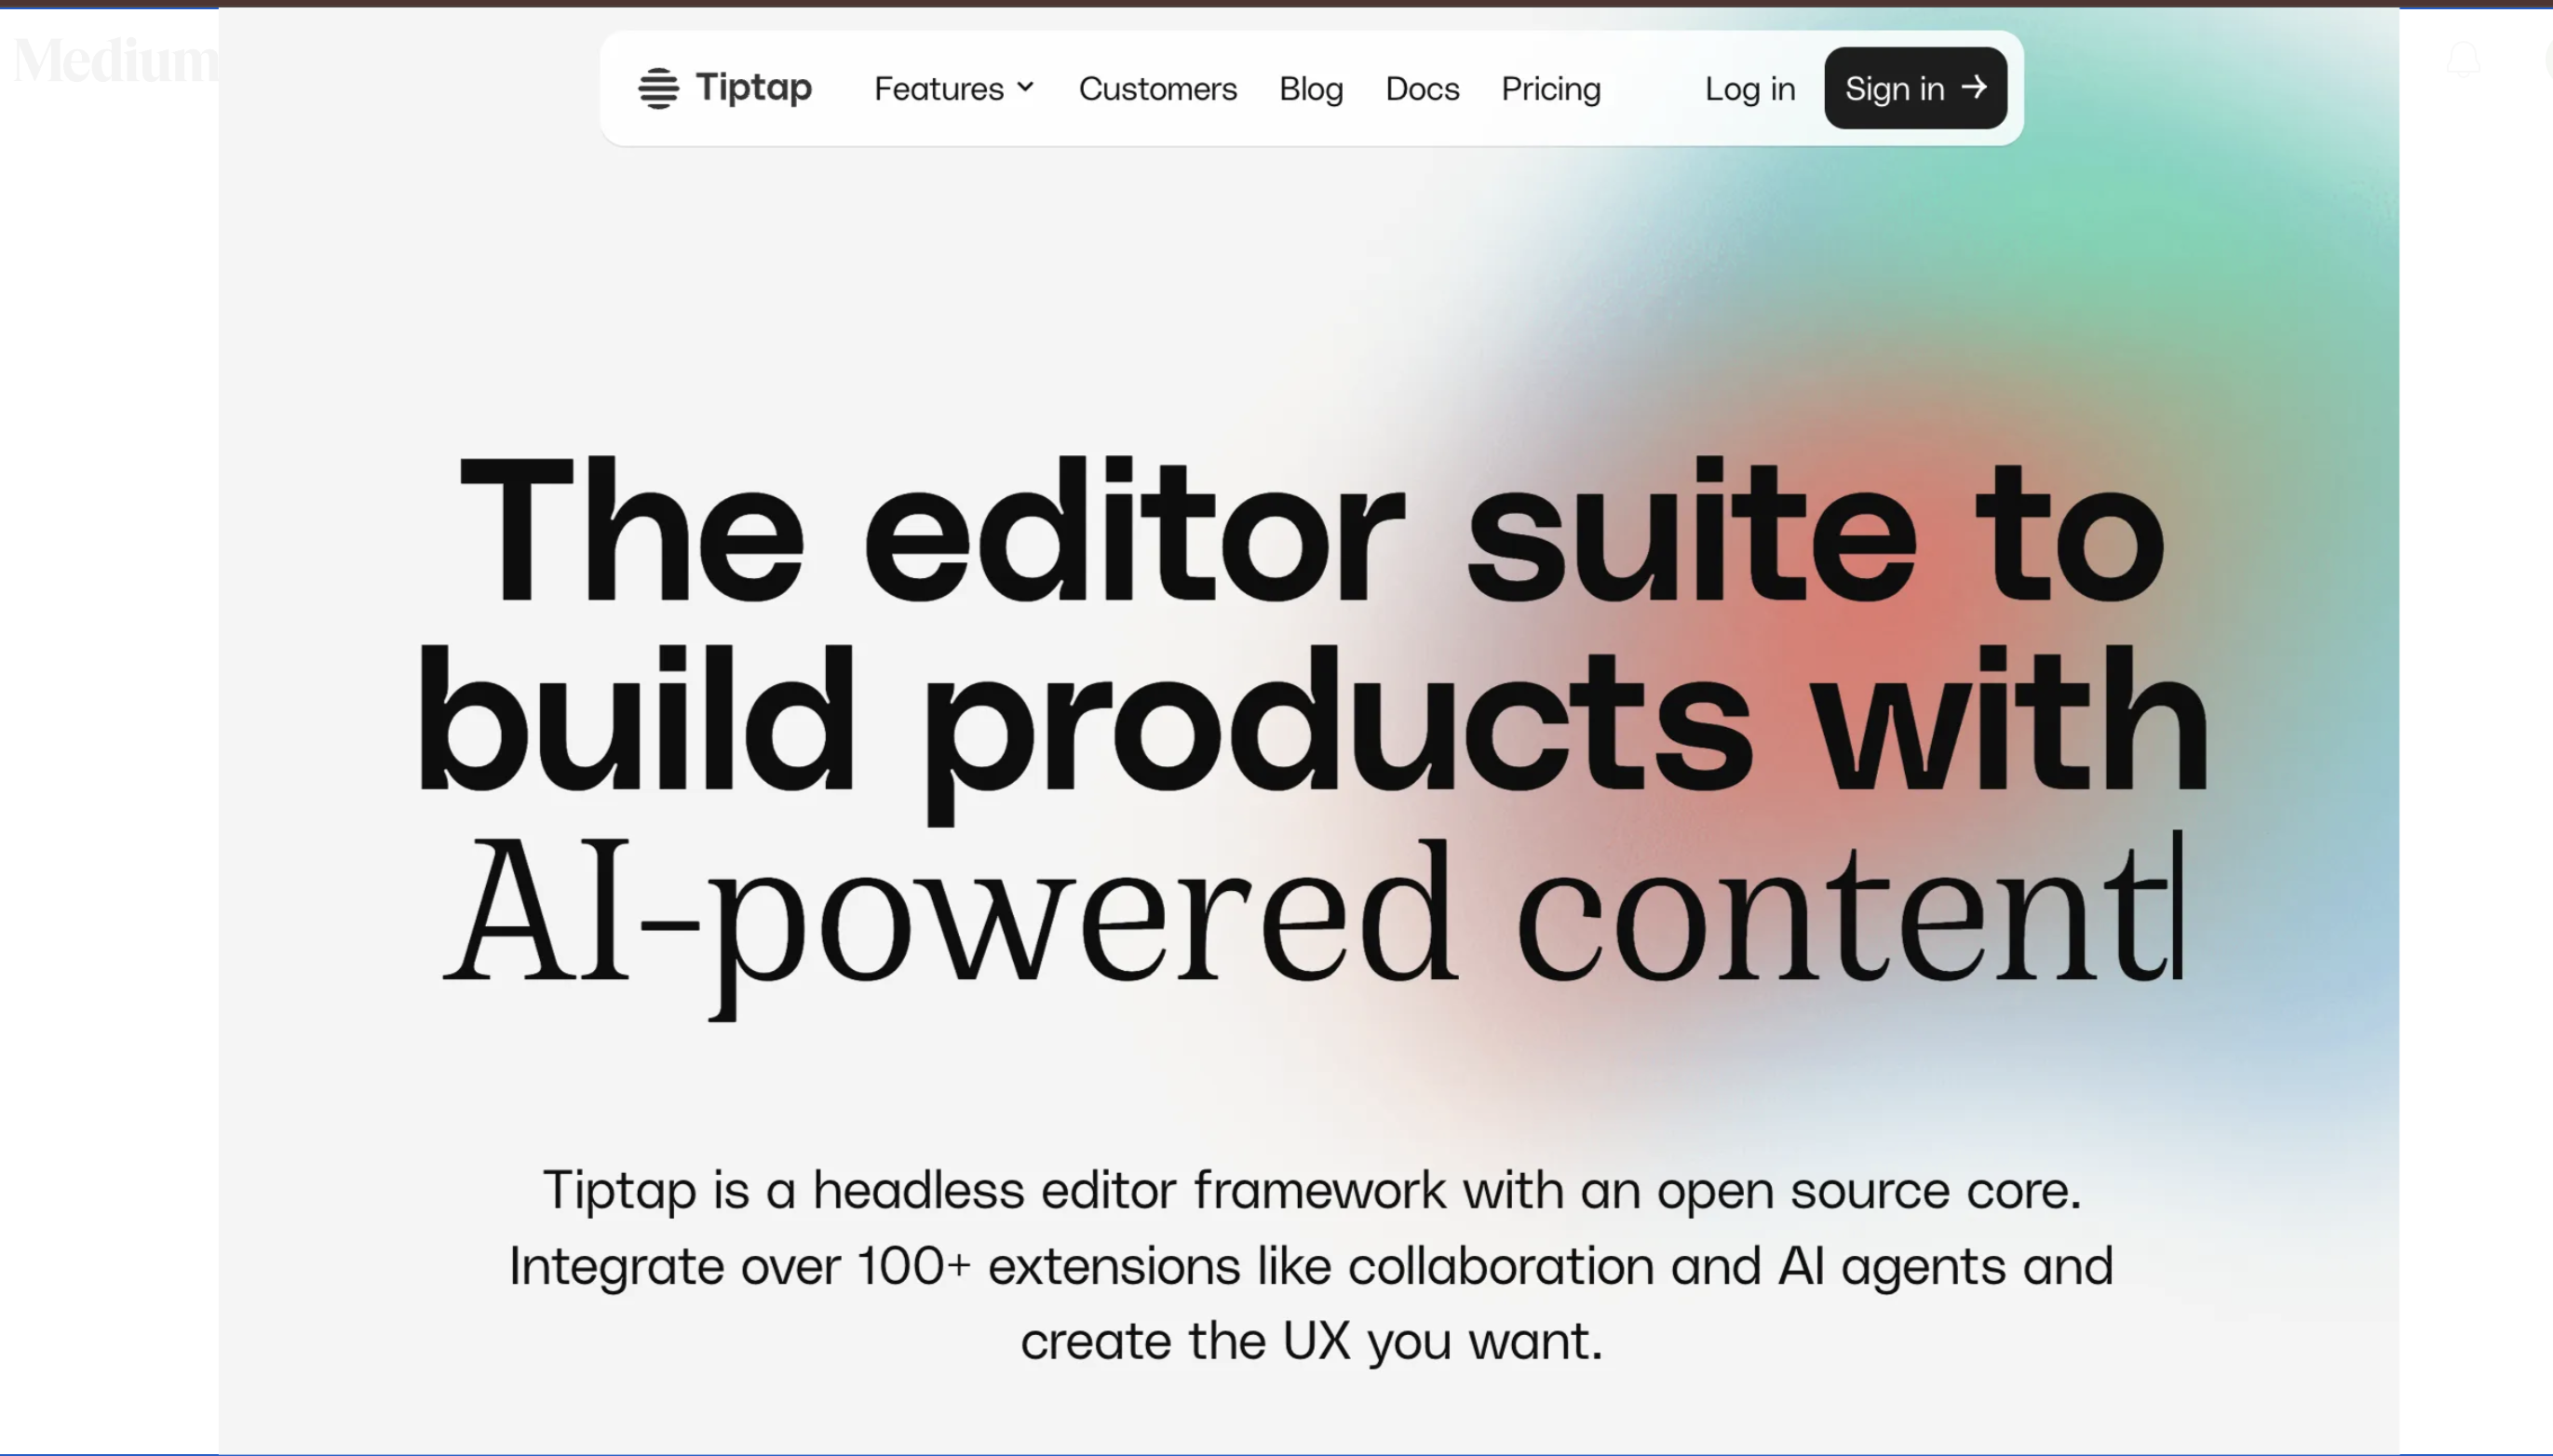 Medium
Tiptap Features Customers Blog Docs Pricing Log in Sign in →
The editor suite to
build products with
AI-powered content
Tiptap is a headless editor framework with an open source core.
Integrate over 100+ extensions like collaboration and AI agents and
create the UX you want.